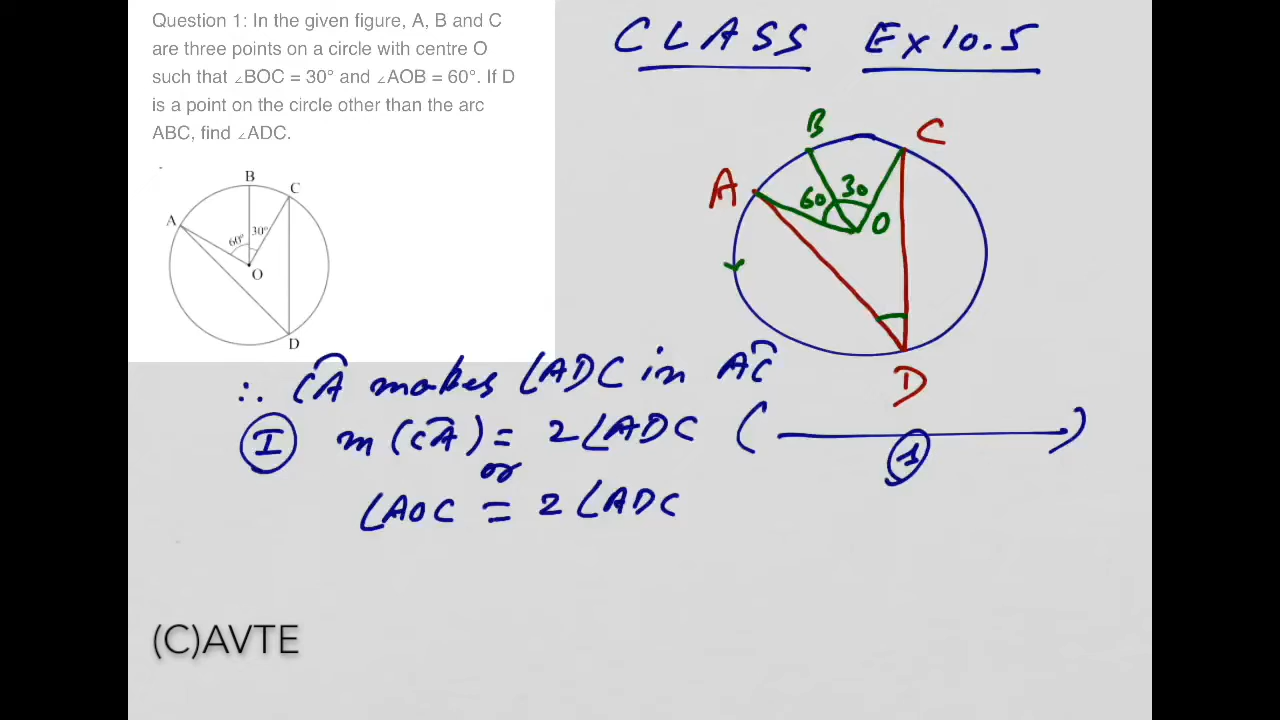 Question 1: In the given figure, A, B and C
are three points on a circle with centre O
such that ∠BOC = 30° and ∠AOB = 60°. If D
is a point on the circle other than the arc
ABC, find ∠ADC.
B
C
A
60°
30°
O
D
CLASS Ex 10.5
B
C
A
60
30
O
D
∴ CA makes ∠ADC in AC
I m (CA) = 2∠ADC ( )
1
or
∠AOC = 2∠ADC
(C)AVTE